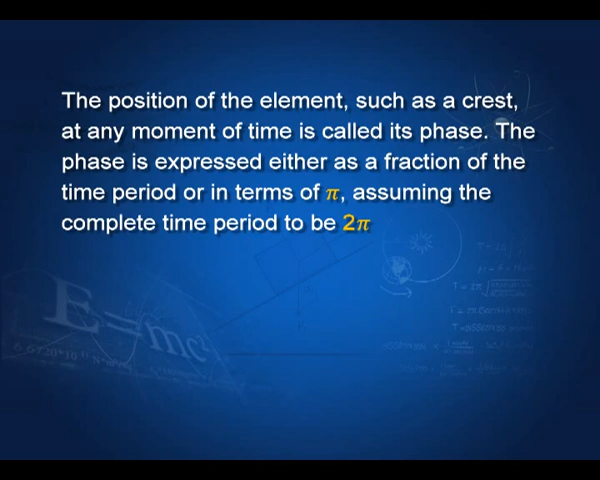 The position of the element, such as a crest,
at any moment of time is called its phase. The
phase is expressed either as a fraction of the
time period or in terms of π, assuming the
complete time period to be 2π
E=mc²